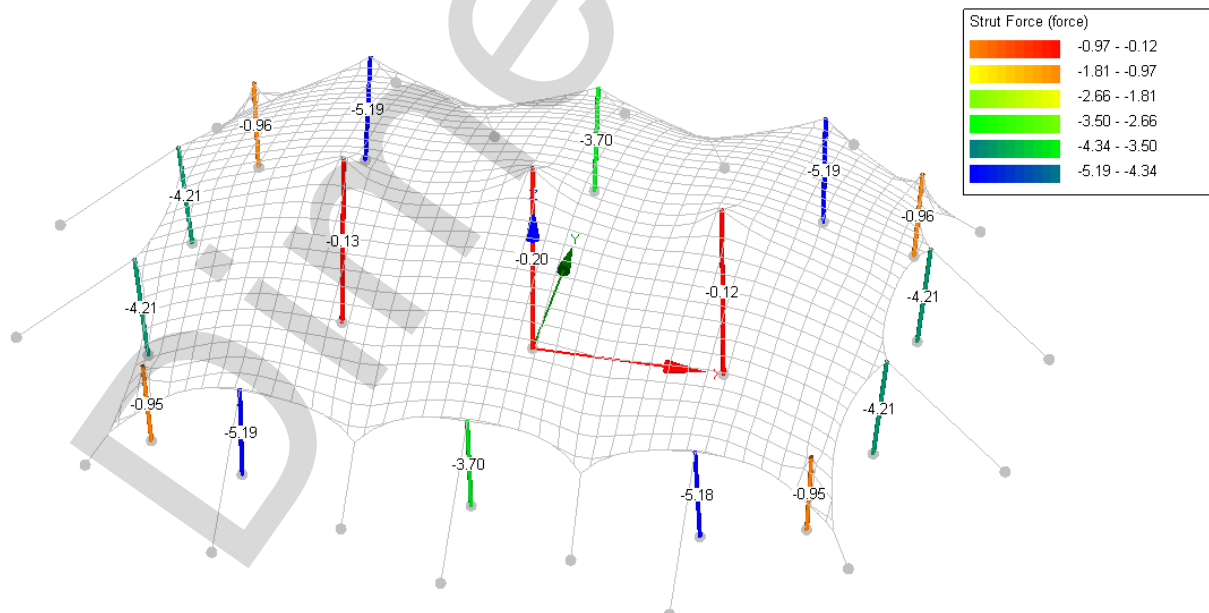 Strut Force (force)
-0.97 - -0.12
-1.81 - -0.97
-2.66 - -1.81
-3.50 - -2.66
-4.34 - -3.50
-5.19 - -4.34
-0.96
-5.19
-3.70
-5.19
-4.21
-0.96
-0.13
-0.20
Z
Y
-0.12
-4.21
-4.21
X
-0.95
-5.19
-4.21
-3.70
-5.18
-0.95
Dime